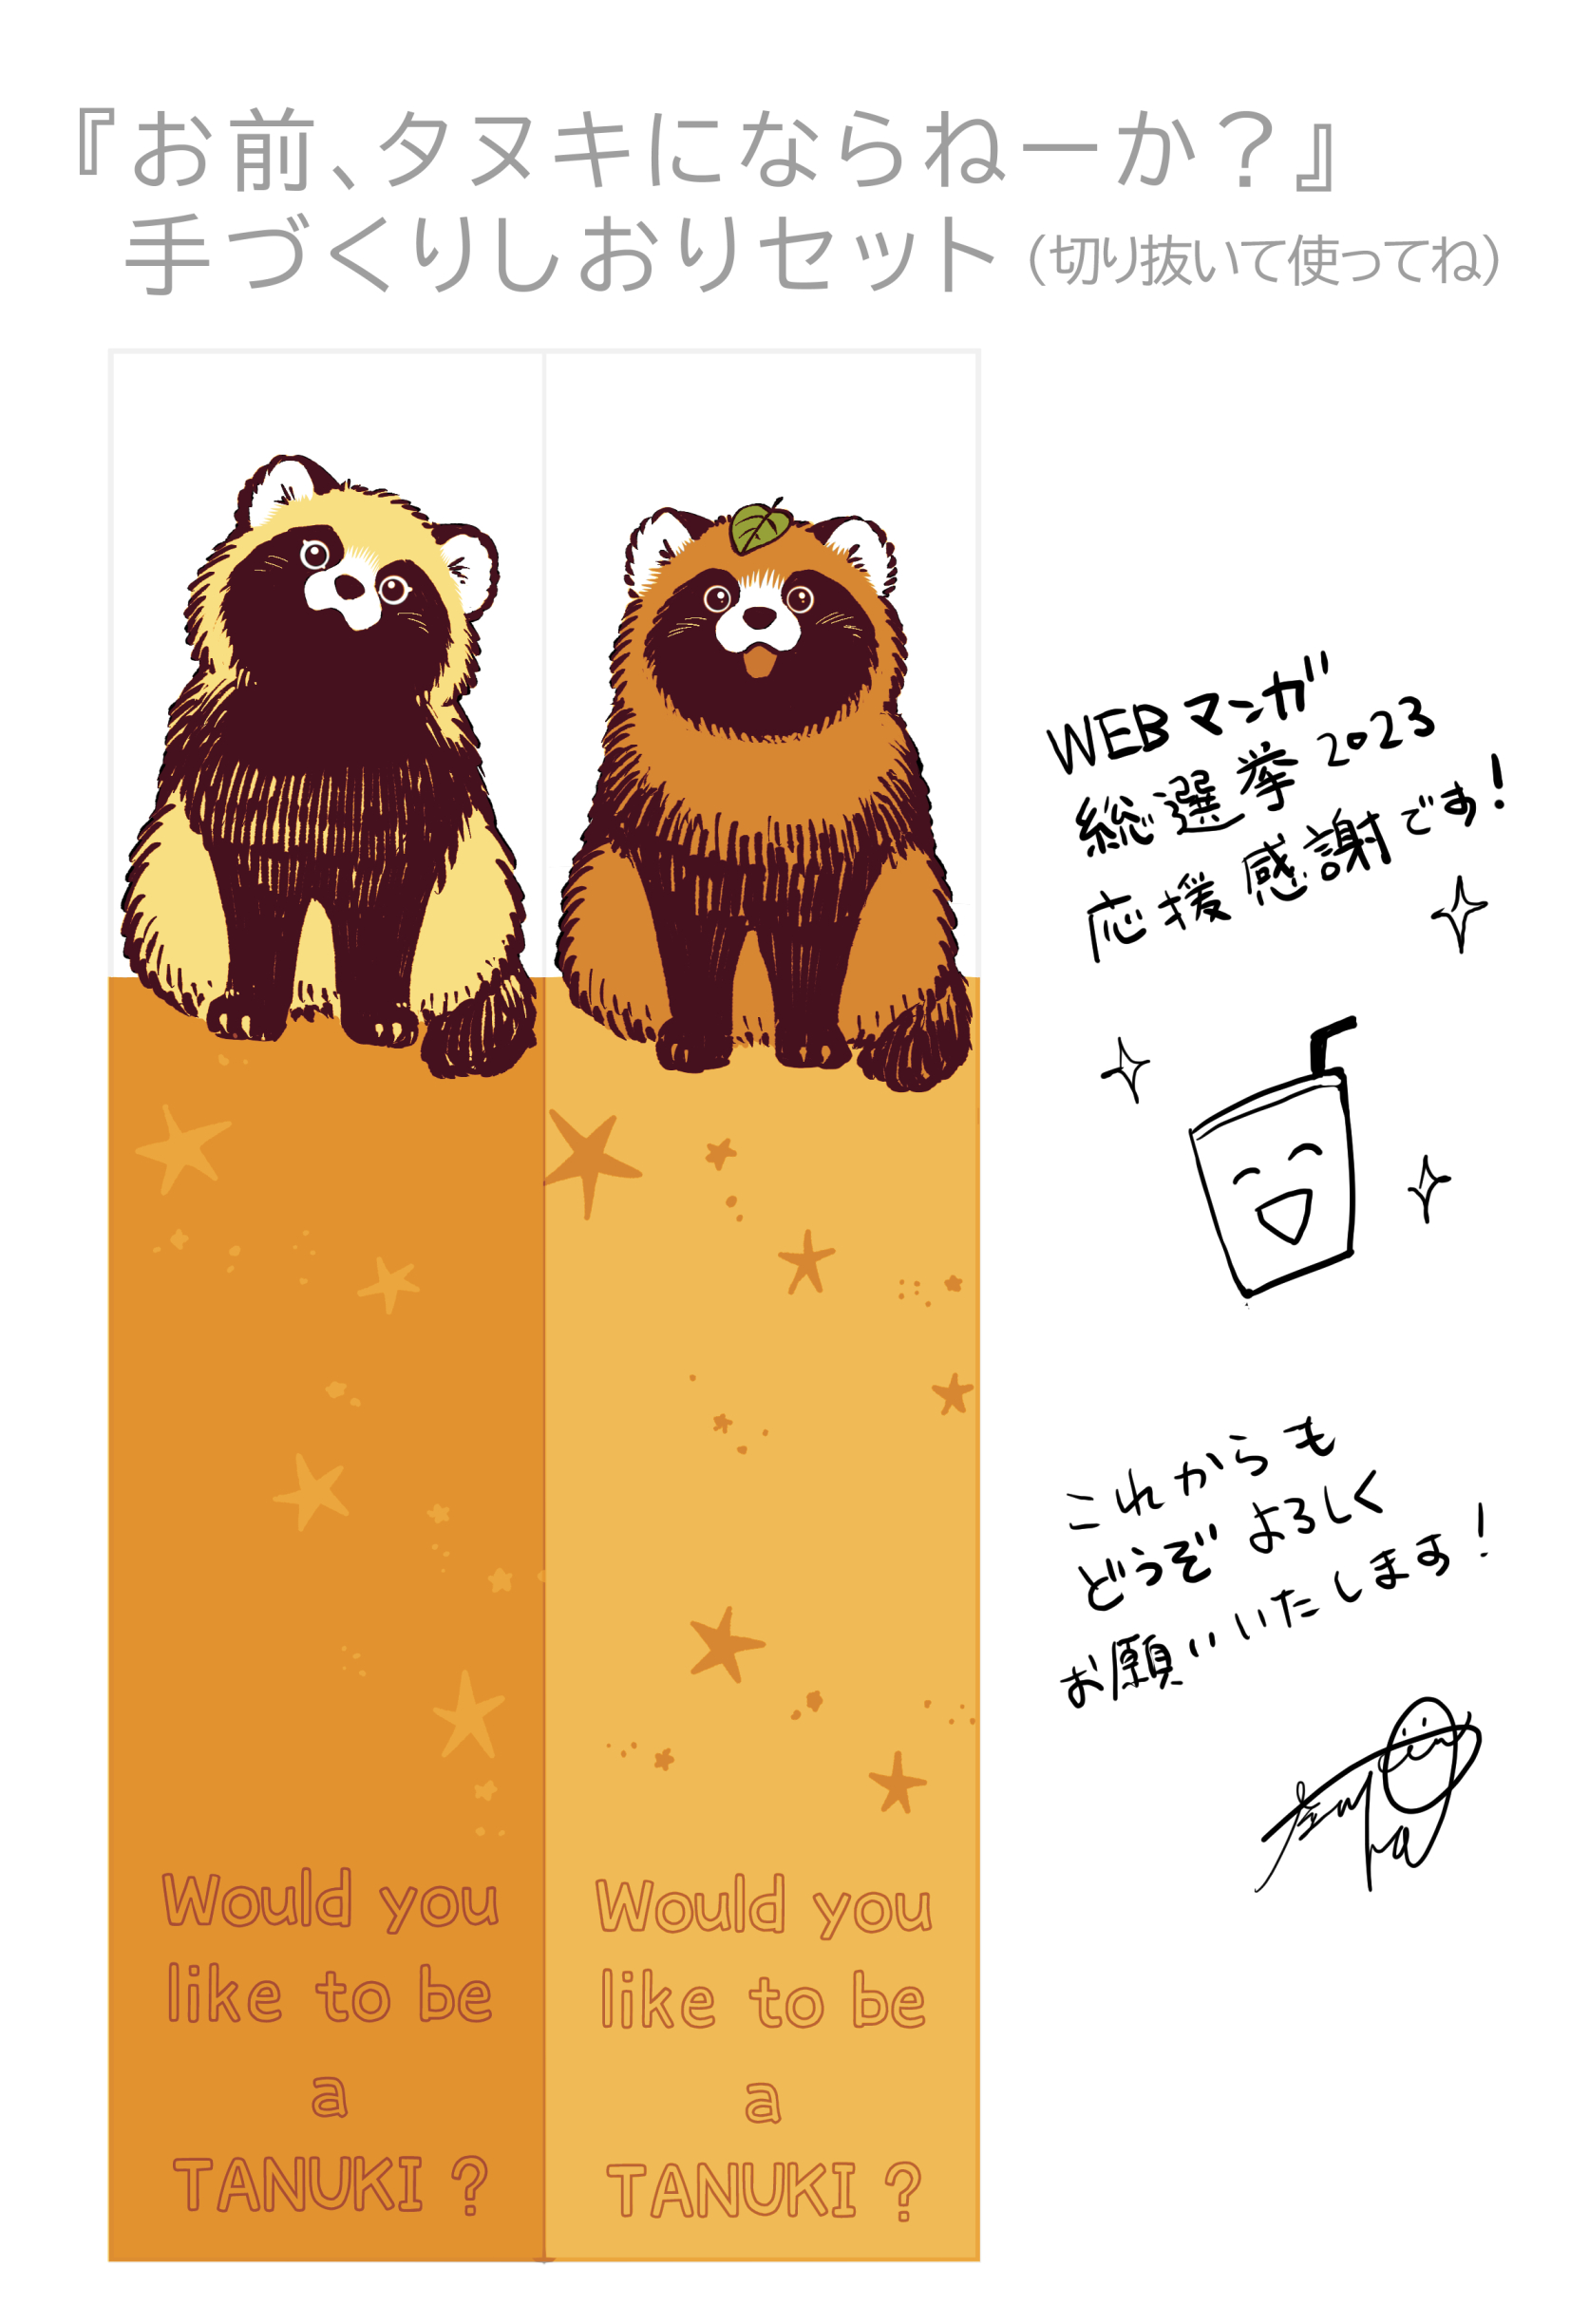 『お前、タヌキにならねーか？』
手づくりしおりセット（切り抜いて使ってね）
WEBマンガ
総選挙2023
応援感謝です!
これからも
どうぞよろしく
お願いいたします!
Would you
like to be
a
TANUKI ?
Would you
like to be
a
TANUKI ?